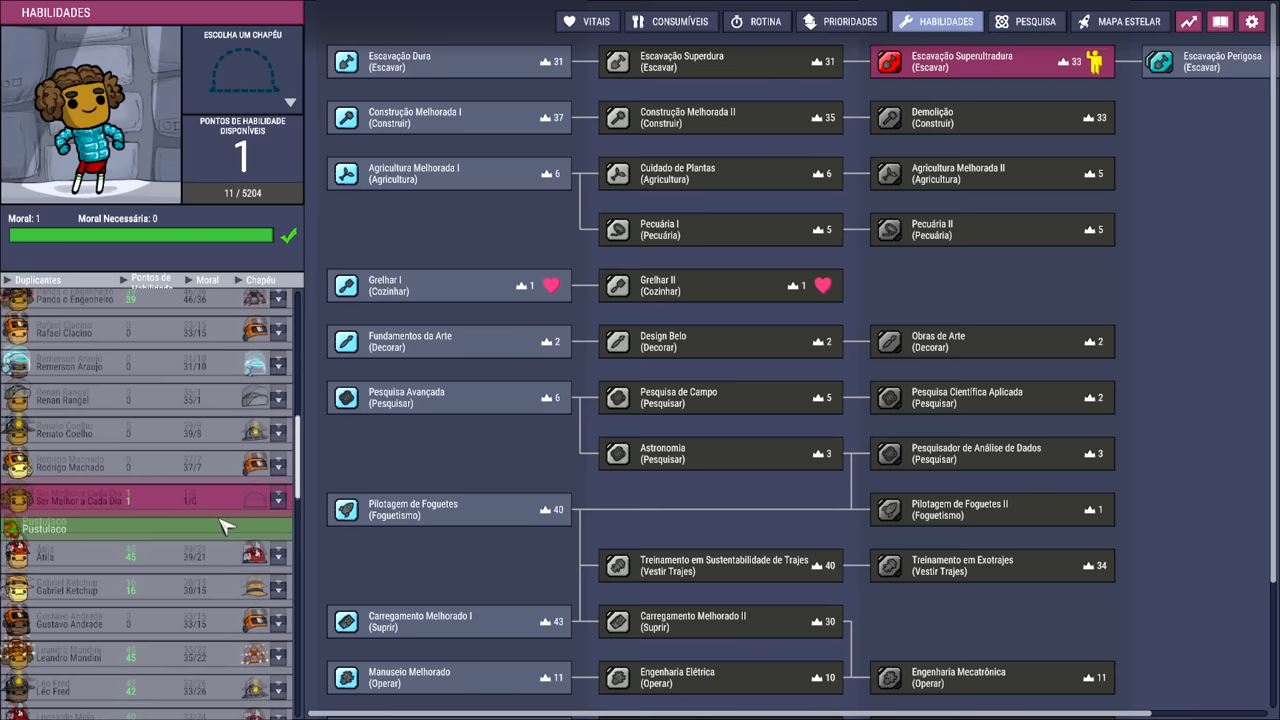 HABILIDADES
VITAIS
CONSUMÍVEIS
ROTINA
PRIORIDADES
HABILIDADES
PESQUISA
MAPA ESTELAR
ESCOLHA UM CHAPÉU
PONTOS DE HABILIDADE
DISPONÍVEIS
1
11 / 5204
Moral: 1
Moral Necessária: 0
Duplicantes
Pontos de
Habilidade
Moral
Chapéu
Panda e Engenheiro 39 46/36
Rafael Clacino 0 33/15
Remerson Araujo 0 31/10
Renan Rangel 0 35/1
Renato Coelho 0 39/8
Rodrigo Machado 0 37/7
Ser Melhor a Cada Dia 1 1/0
Pustulaco
Atila 45 39/21
Gabriel Ketchup 16 30/15
Gustavo Andrade 0 33/15
Leandro Mondini 45 35/22
Léo Fred 42 33/26
Escavação Dura
(Escavar)
31
Escavação Superdura
(Escavar)
31
Escavação Superultradura
(Escavar)
33
Escavação Perigosa
(Escavar)
Construção Melhorada I
(Construir)
37
Construção Melhorada II
(Construir)
35
Demolição
(Construir)
33
Agricultura Melhorada I
(Agricultura)
6
Cuidado de Plantas
(Agricultura)
6
Agricultura Melhorada II
(Agricultura)
5
Pecuária I
(Pecuária)
5
Pecuária II
(Pecuária)
5
Grelhar I
(Cozinhar)
1
Grelhar II
(Cozinhar)
1
Fundamentos da Arte
(Decorar)
2
Design Belo
(Decorar)
2
Obras de Arte
(Decorar)
2
Pesquisa Avançada
(Pesquisar)
6
Pesquisa de Campo
(Pesquisar)
5
Pesquisa Científica Aplicada
(Pesquisar)
2
Astronomia
(Pesquisar)
3
Pesquisador de Análise de Dados
(Pesquisar)
3
Pilotagem de Foguetes
(Foguetismo)
40
Pilotagem de Foguetes II
(Foguetismo)
1
Treinamento em Sustentabilidade de Trajes
(Vestir Trajes)
40
Treinamento em Exotrajes
(Vestir Trajes)
34
Carregamento Melhorado I
(Suprir)
43
Carregamento Melhorado II
(Suprir)
30
Manuseio Melhorado
(Operar)
11
Engenharia Elétrica
(Operar)
10
Engenharia Mecatrônica
(Operar)
11